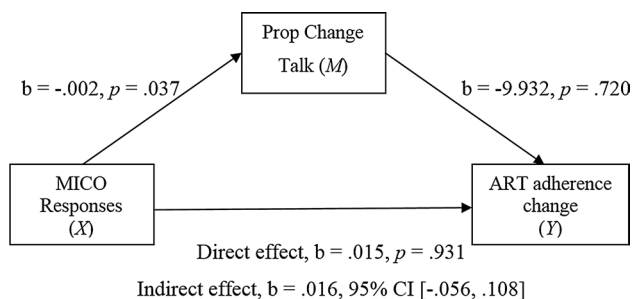 Prop Change
Talk (M)
b = -.002, p = .037
b = -9.932, p = .720
MICO
Responses
(X)
ART adherence
change
(Y)
Direct effect, b = .015, p = .931
Indirect effect, b = .016, 95% CI [-.056, .108]